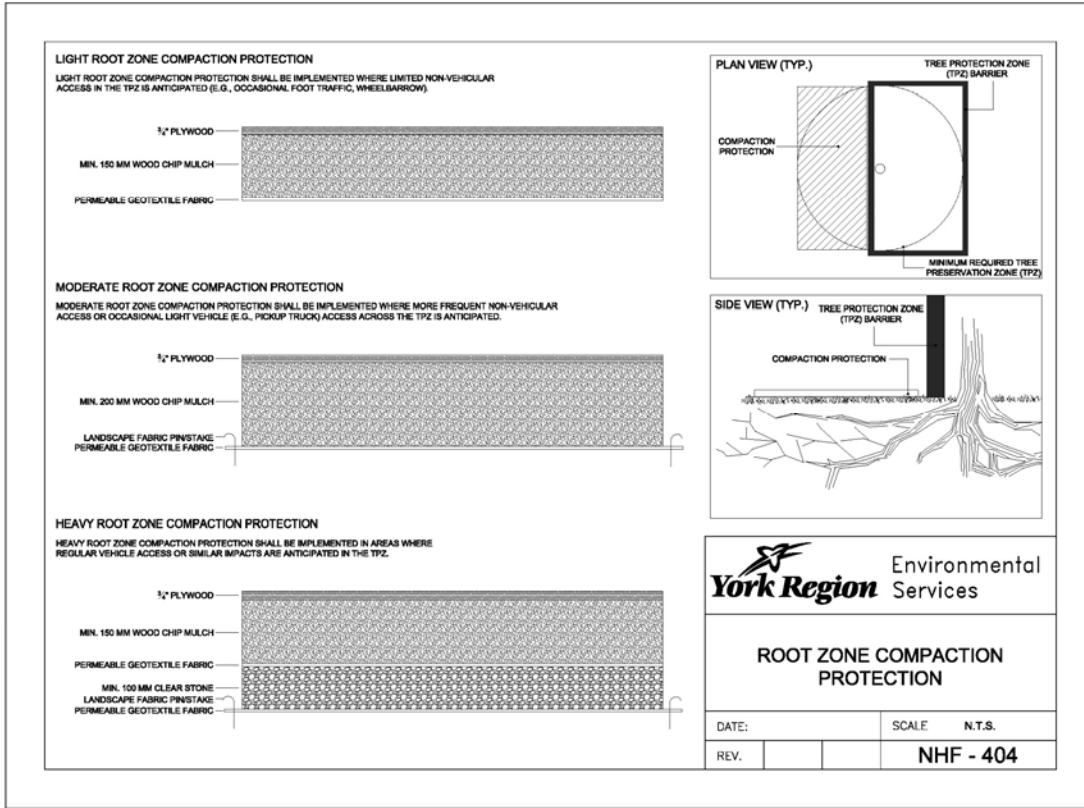 LIGHT ROOT ZONE COMPACTION PROTECTION
LIGHT ROOT ZONE COMPACTION PROTECTION SHALL BE IMPLEMENTED WHERE LIMITED NON-VEHICULAR
ACCESS IN THE TPZ IS ANTICIPATED (E.G., OCCASIONAL FOOT TRAFFIC, WHEELBARROW).
¾" PLYWOOD
MIN. 150 MM WOOD CHIP MULCH
PERMEABLE GEOTEXTILE FABRIC
MODERATE ROOT ZONE COMPACTION PROTECTION
MODERATE ROOT ZONE COMPACTION PROTECTION SHALL BE IMPLEMENTED WHERE MORE FREQUENT NON-VEHICULAR
ACCESS OR OCCASIONAL LIGHT VEHICLE (E.G., PICKUP TRUCK) ACCESS ACROSS THE TPZ IS ANTICIPATED.
¾" PLYWOOD
MIN. 200 MM WOOD CHIP MULCH
LANDSCAPE FABRIC PIN/STAKE
PERMEABLE GEOTEXTILE FABRIC
HEAVY ROOT ZONE COMPACTION PROTECTION
HEAVY ROOT ZONE COMPACTION PROTECTION SHALL BE IMPLEMENTED IN AREAS WHERE
REGULAR VEHICLE ACCESS OR SIMILAR IMPACTS ARE ANTICIPATED IN THE TPZ.
¾" PLYWOOD
MIN. 150 MM WOOD CHIP MULCH
PERMEABLE GEOTEXTILE FABRIC
MIN. 100 MM CLEAR STONE
LANDSCAPE FABRIC PIN/STAKE
PERMEABLE GEOTEXTILE FABRIC
PLAN VIEW (TYP.)
TREE PROTECTION ZONE
(TPZ) BARRIER
COMPACTION
PROTECTION
MINIMUM REQUIRED TREE
PRESERVATION ZONE (TPZ)
SIDE VIEW (TYP.)
TREE PROTECTION ZONE
(TPZ) BARRIER
COMPACTION PROTECTION
York Region
Environmental
Services
ROOT ZONE COMPACTION
PROTECTION
DATE:
SCALE N.T.S.
REV.
NHF - 404